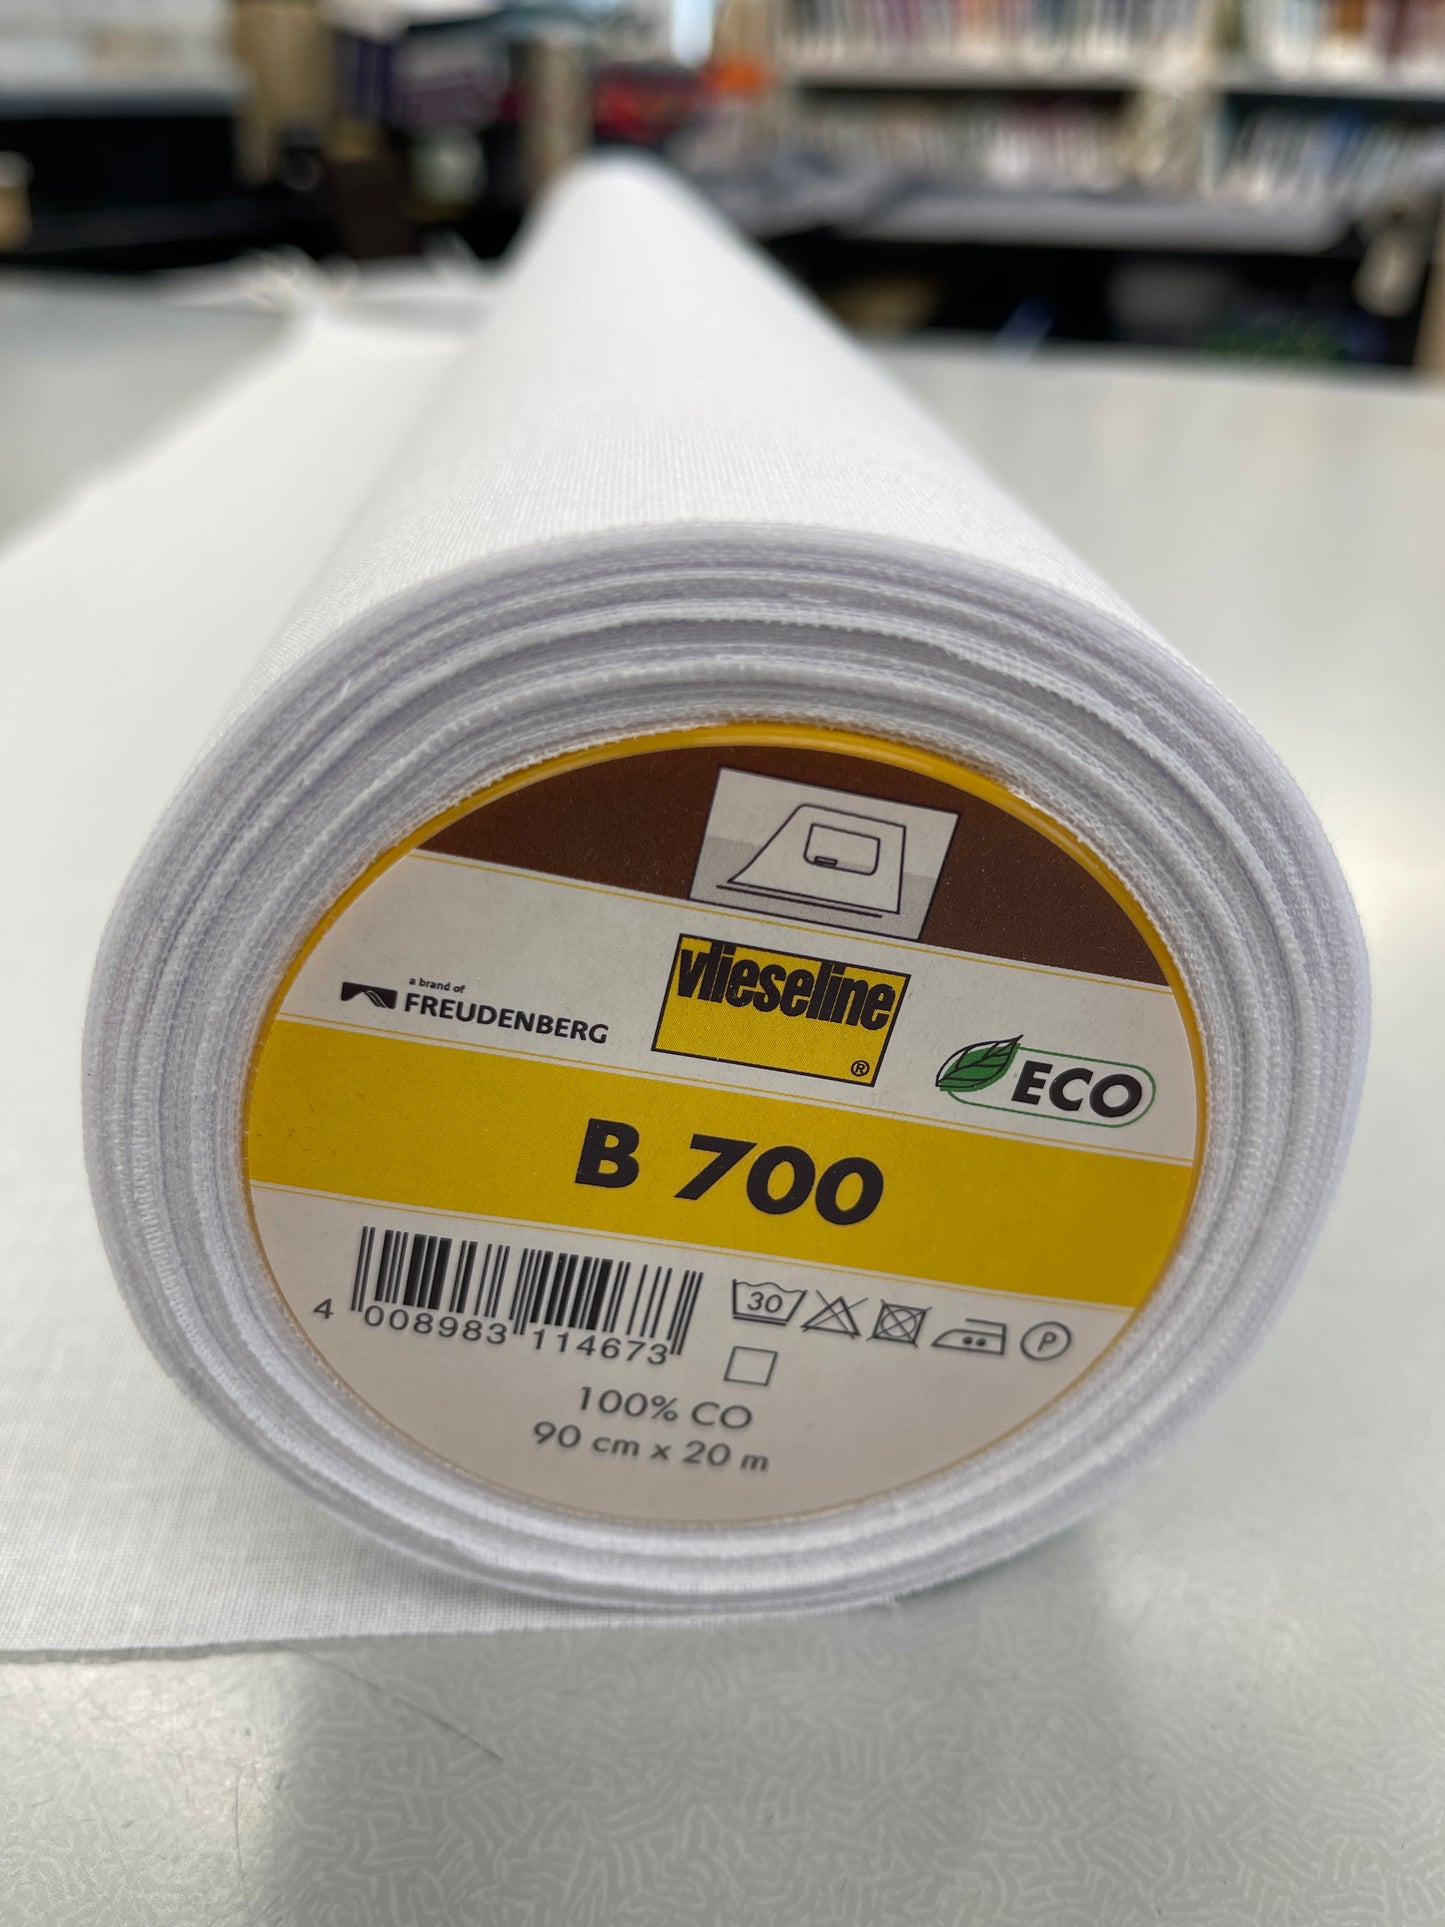 a brand of
FREUDENBERG
vlieseline
®
ECO
B 700
4 008983 114673
30
P
100% CO
90 cm x 20 m